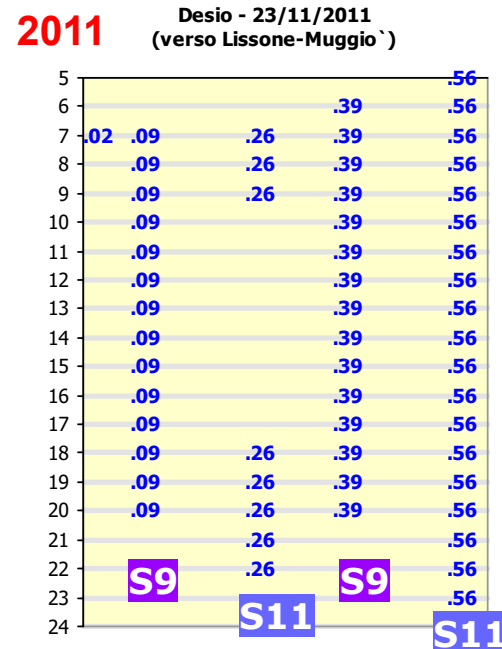 2011
Desio - 23/11/2011
(verso Lissone-Muggio`)
5 .56
6 .39 .56
7 .02 .09 .26 .39 .56
8 .09 .26 .39 .56
9 .09 .26 .39 .56
10 .09 .39 .56
11 .09 .39 .56
12 .09 .39 .56
13 .09 .39 .56
14 .09 .39 .56
15 .09 .39 .56
16 .09 .39 .56
17 .09 .39 .56
18 .09 .26 .39 .56
19 .09 .26 .39 .56
20 .09 .26 .39 .56
21 .26 .56
22 .26 .56
S9 S9
23 .56
24
S11 S11